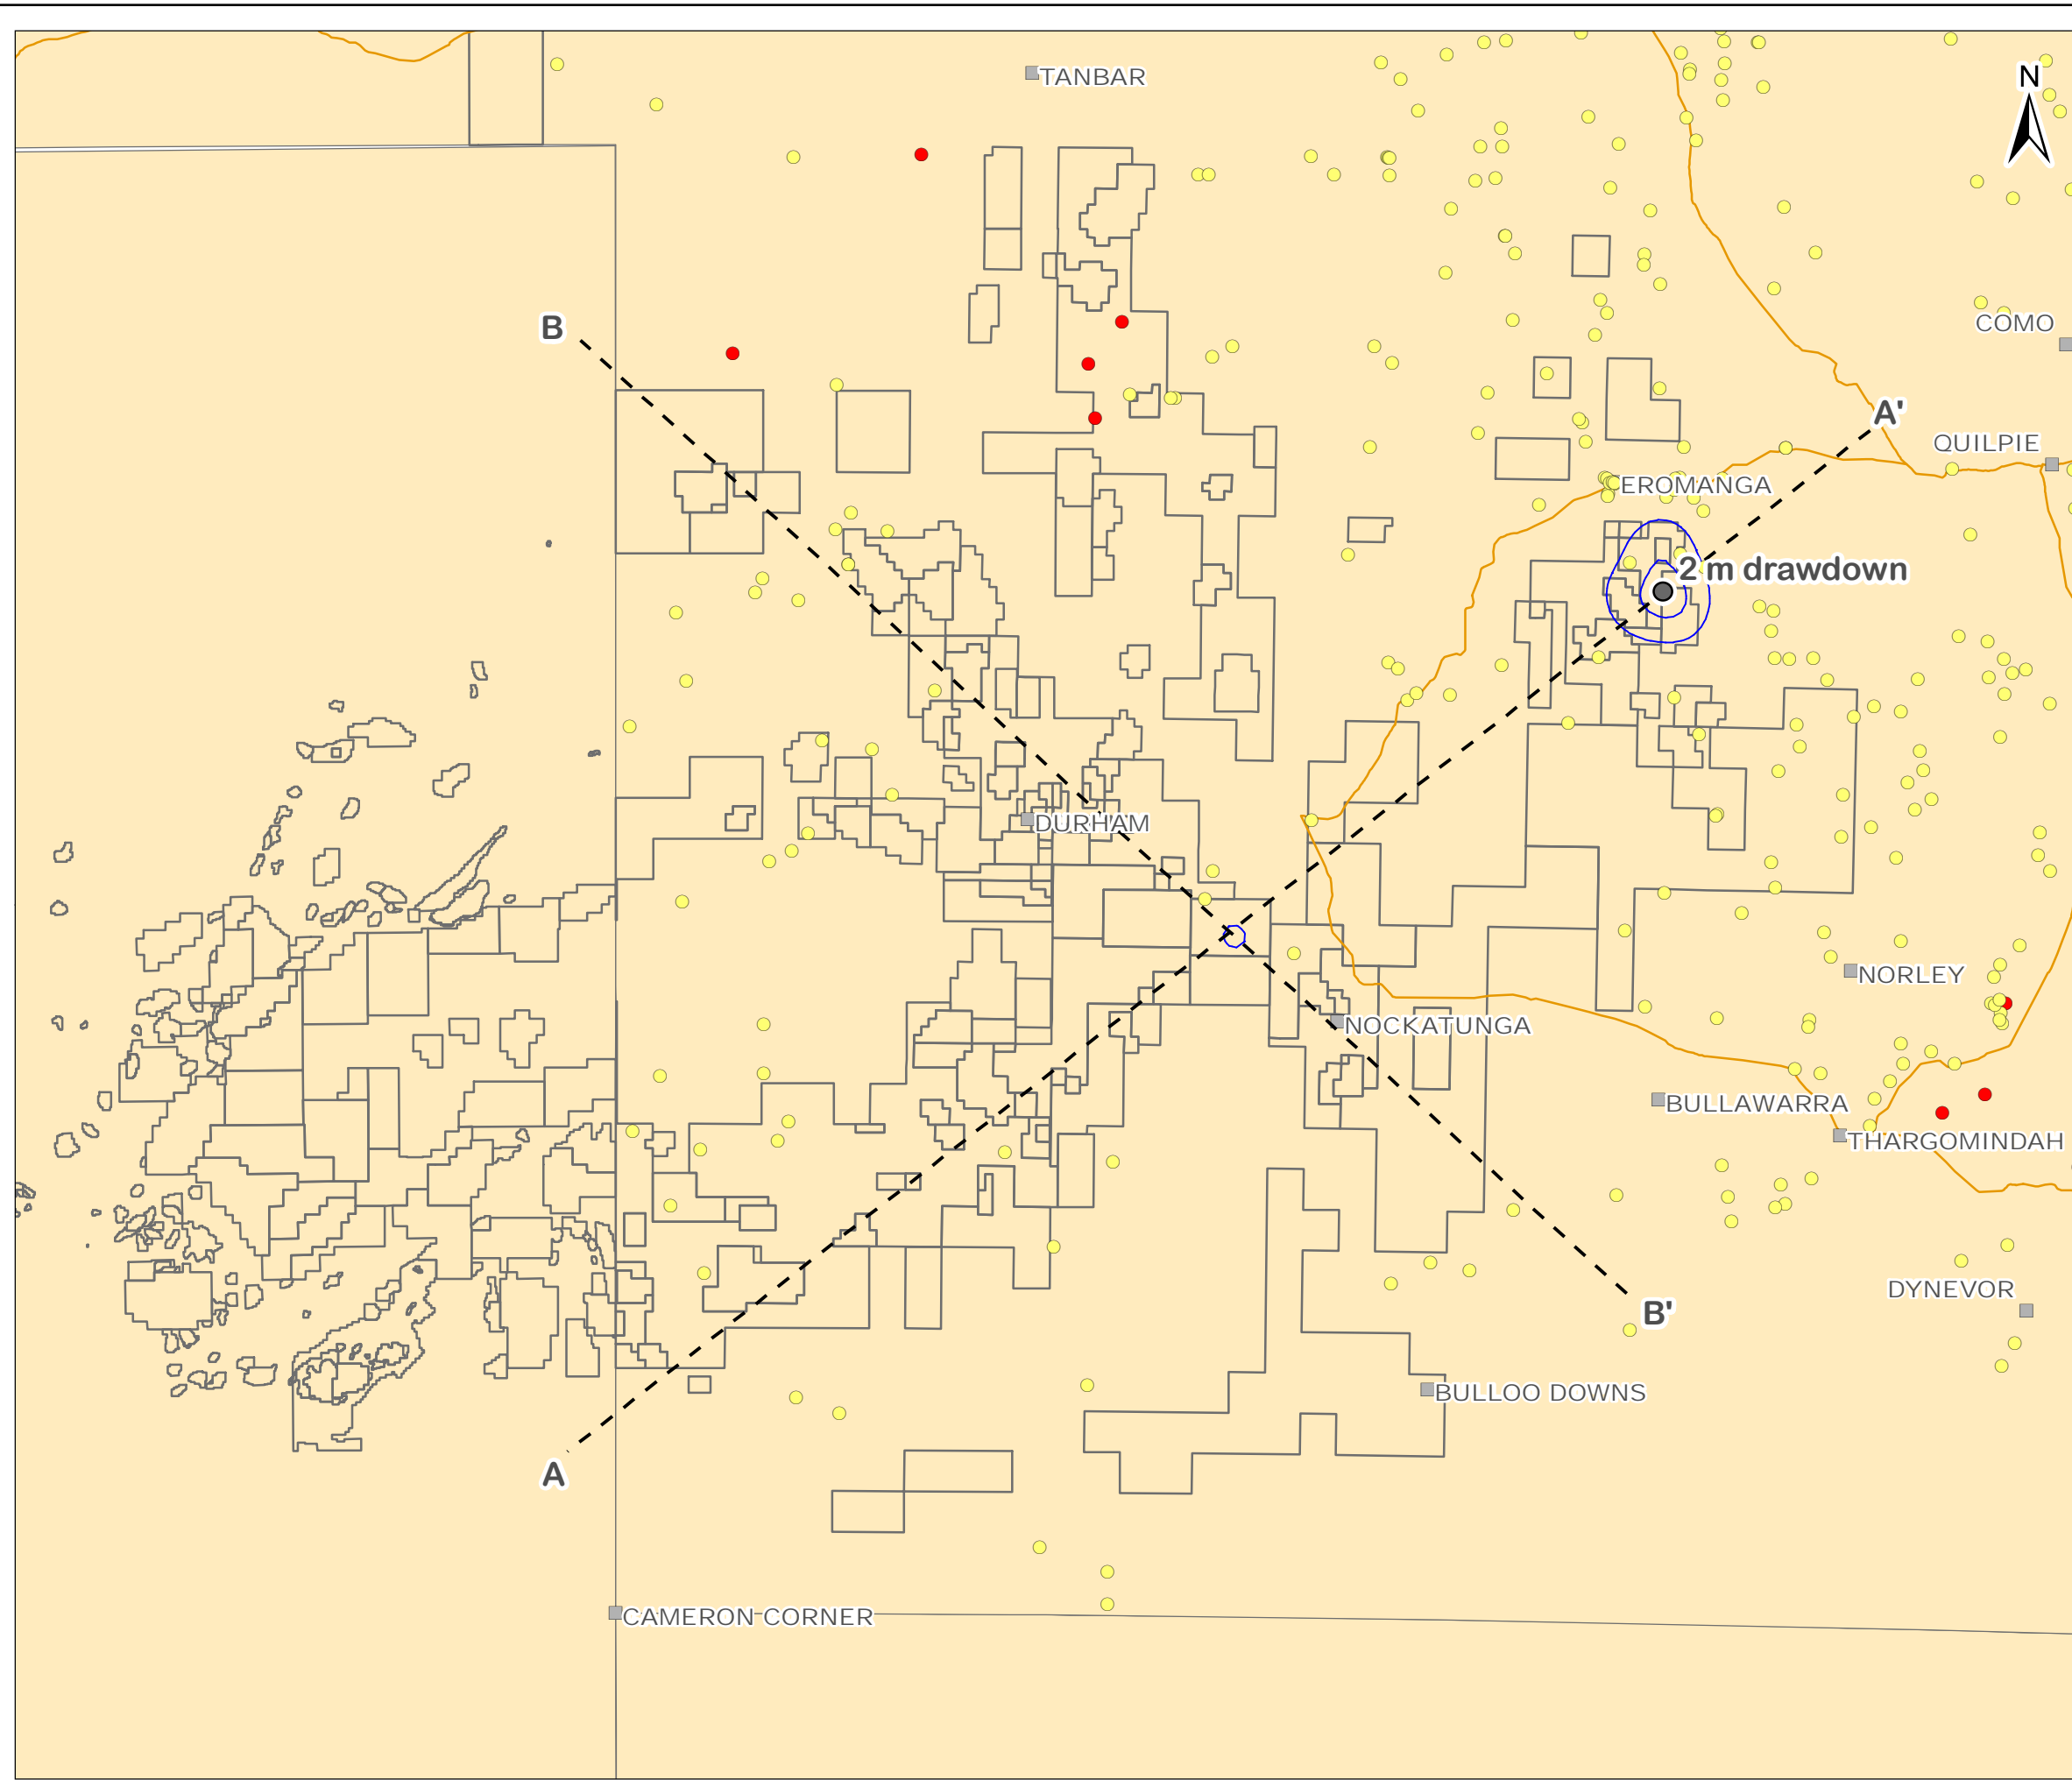 TANBAR
N
B
COMO
A'
QUILPIE
EROMANGA
2 m drawdown
DURHAM
NORLEY
NOCKATUNGA
BULLAWARRA
THARGOMINDAH
DYNEVOR
B'
BULLOO DOWNS
A
CAMERON CORNER